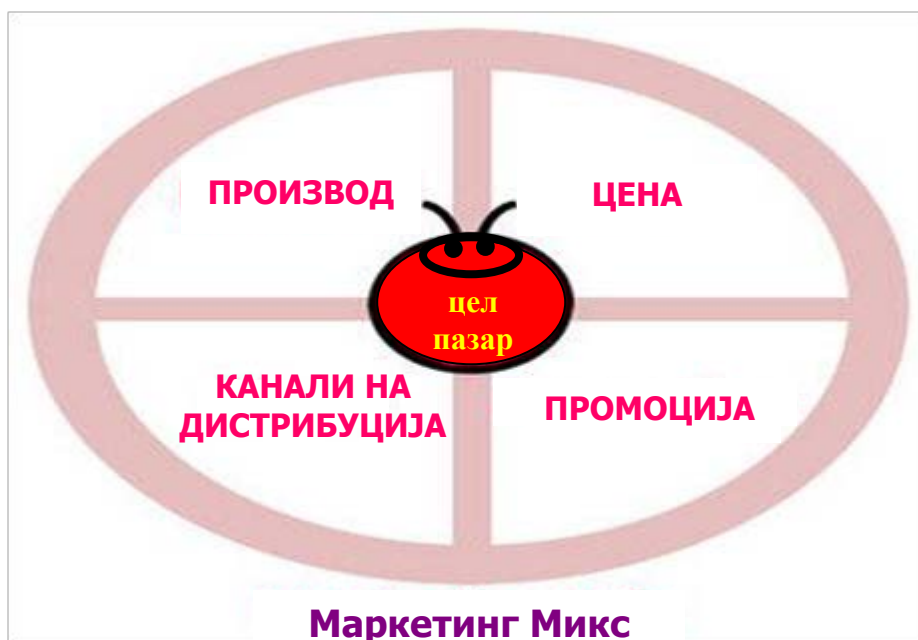 ПРОИЗВОД
ЦЕНА
цел
пазар
КАНАЛИ НА
ДИСТРИБУЦИЈА
ПРОМОЦИЈА
Маркетинг Микс